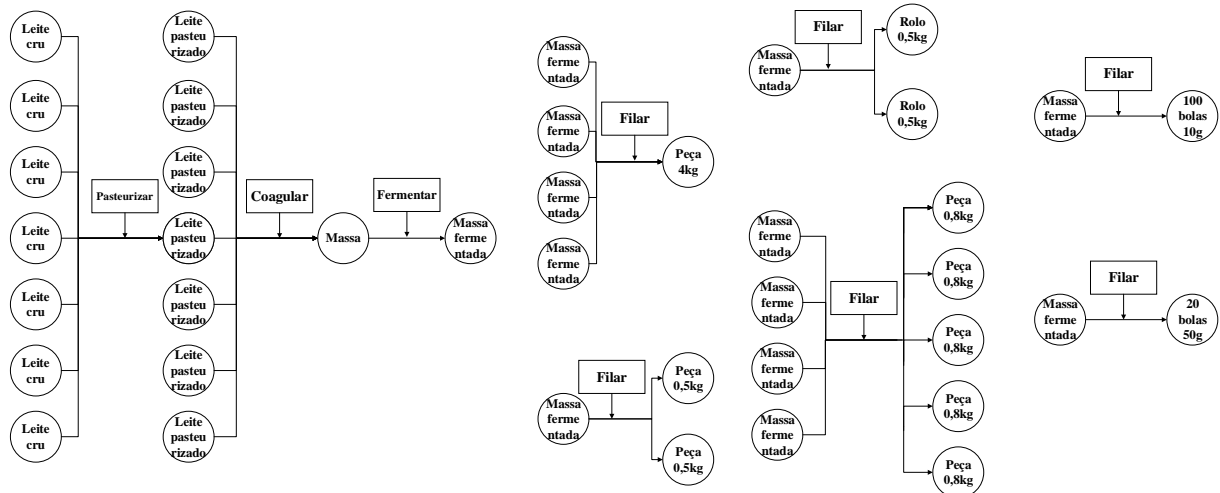 Leite
cru
Leite
cru
Leite
cru
Leite
cru
Leite
cru
Leite
cru
Leite
cru
Pasteurizar
Leite
pasteu
rizado
Leite
pasteu
rizado
Leite
pasteu
rizado
Leite
pasteu
rizado
Leite
pasteu
rizado
Leite
pasteu
rizado
Leite
pasteu
rizado
Coagular
Massa
Fermentar
Massa
ferme
ntada
Massa
ferme
ntada
Massa
ferme
ntada
Massa
ferme
ntada
Massa
ferme
ntada
Filar
Peça
4kg
Massa
ferme
ntada
Filar
Peça
0,5kg
Peça
0,5kg
Massa
ferme
ntada
Filar
Rolo
0,5kg
Rolo
0,5kg
Massa
ferme
ntada
Massa
ferme
ntada
Massa
ferme
ntada
Massa
ferme
ntada
Filar
Peça
0,8kg
Peça
0,8kg
Peça
0,8kg
Peça
0,8kg
Peça
0,8kg
Massa
ferme
ntada
Filar
100
bolas
10g
Massa
ferme
ntada
Filar
20
bolas
50g